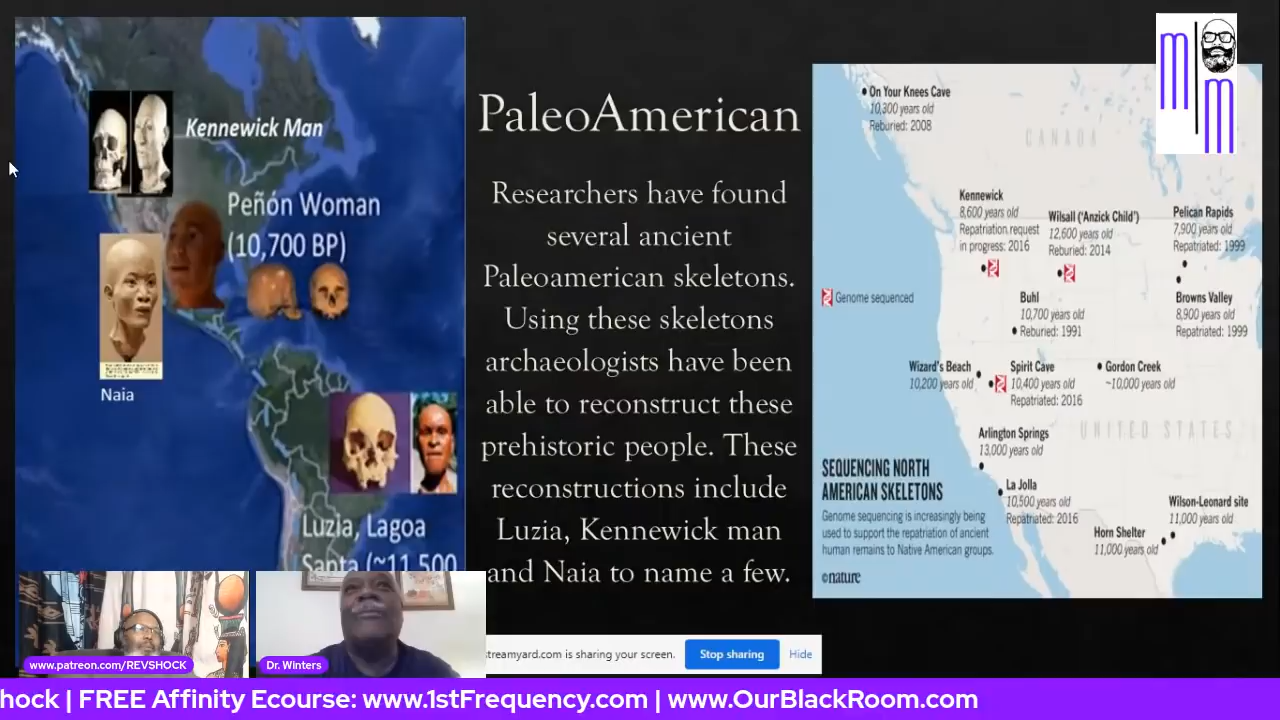 Kennewick Man
Peñón Woman
(10,700 BP)
Naia
Luzia, Lagoa
Santa (~11,500
PaleoAmerican
Researchers have found
several ancient
Paleoamerican skeletons.
Using these skeletons
archaeologists have been
able to reconstruct these
prehistoric people. These
reconstructions include
Luzia, Kennewick man
and Naia to name a few.
m
m
On Your Knees Cave
10,300 years old
Reburied: 2008
CANADA
Kennewick
8,600 years old
Repatriation request
in progress: 2016
Wilsall ('Anzick Child')
12,600 years old
Reburied: 2014
Pelican Rapids
7,900 years old
Repatriated: 1999
Genome sequenced
Buhl
10,700 years old
Reburied: 1991
Browns Valley
8,900 years old
Repatriated: 1999
Wizard's Beach
10,200 years old
Spirit Cave
10,400 years old
Repatriated: 2016
Gordon Creek
~10,000 years old
Arlington Springs
13,000 years old
UNITED STATES
La Jolla
10,500 years old
Repatriated: 2016
Wilson-Leonard site
11,000 years old
Horn Shelter
11,000 years old
SEQUENCING NORTH
AMERICAN SKELETONS
Genome sequencing is increasingly being
used to support the repatriation of ancient
human remains to Native American groups.
©nature
www.patreon.com/REVSHOCK
Dr. Winters
streamyard.com is sharing your screen.
Stop sharing
Hide
hock | FREE Affinity Ecourse: www.1stFrequency.com | www.OurBlackRoom.com